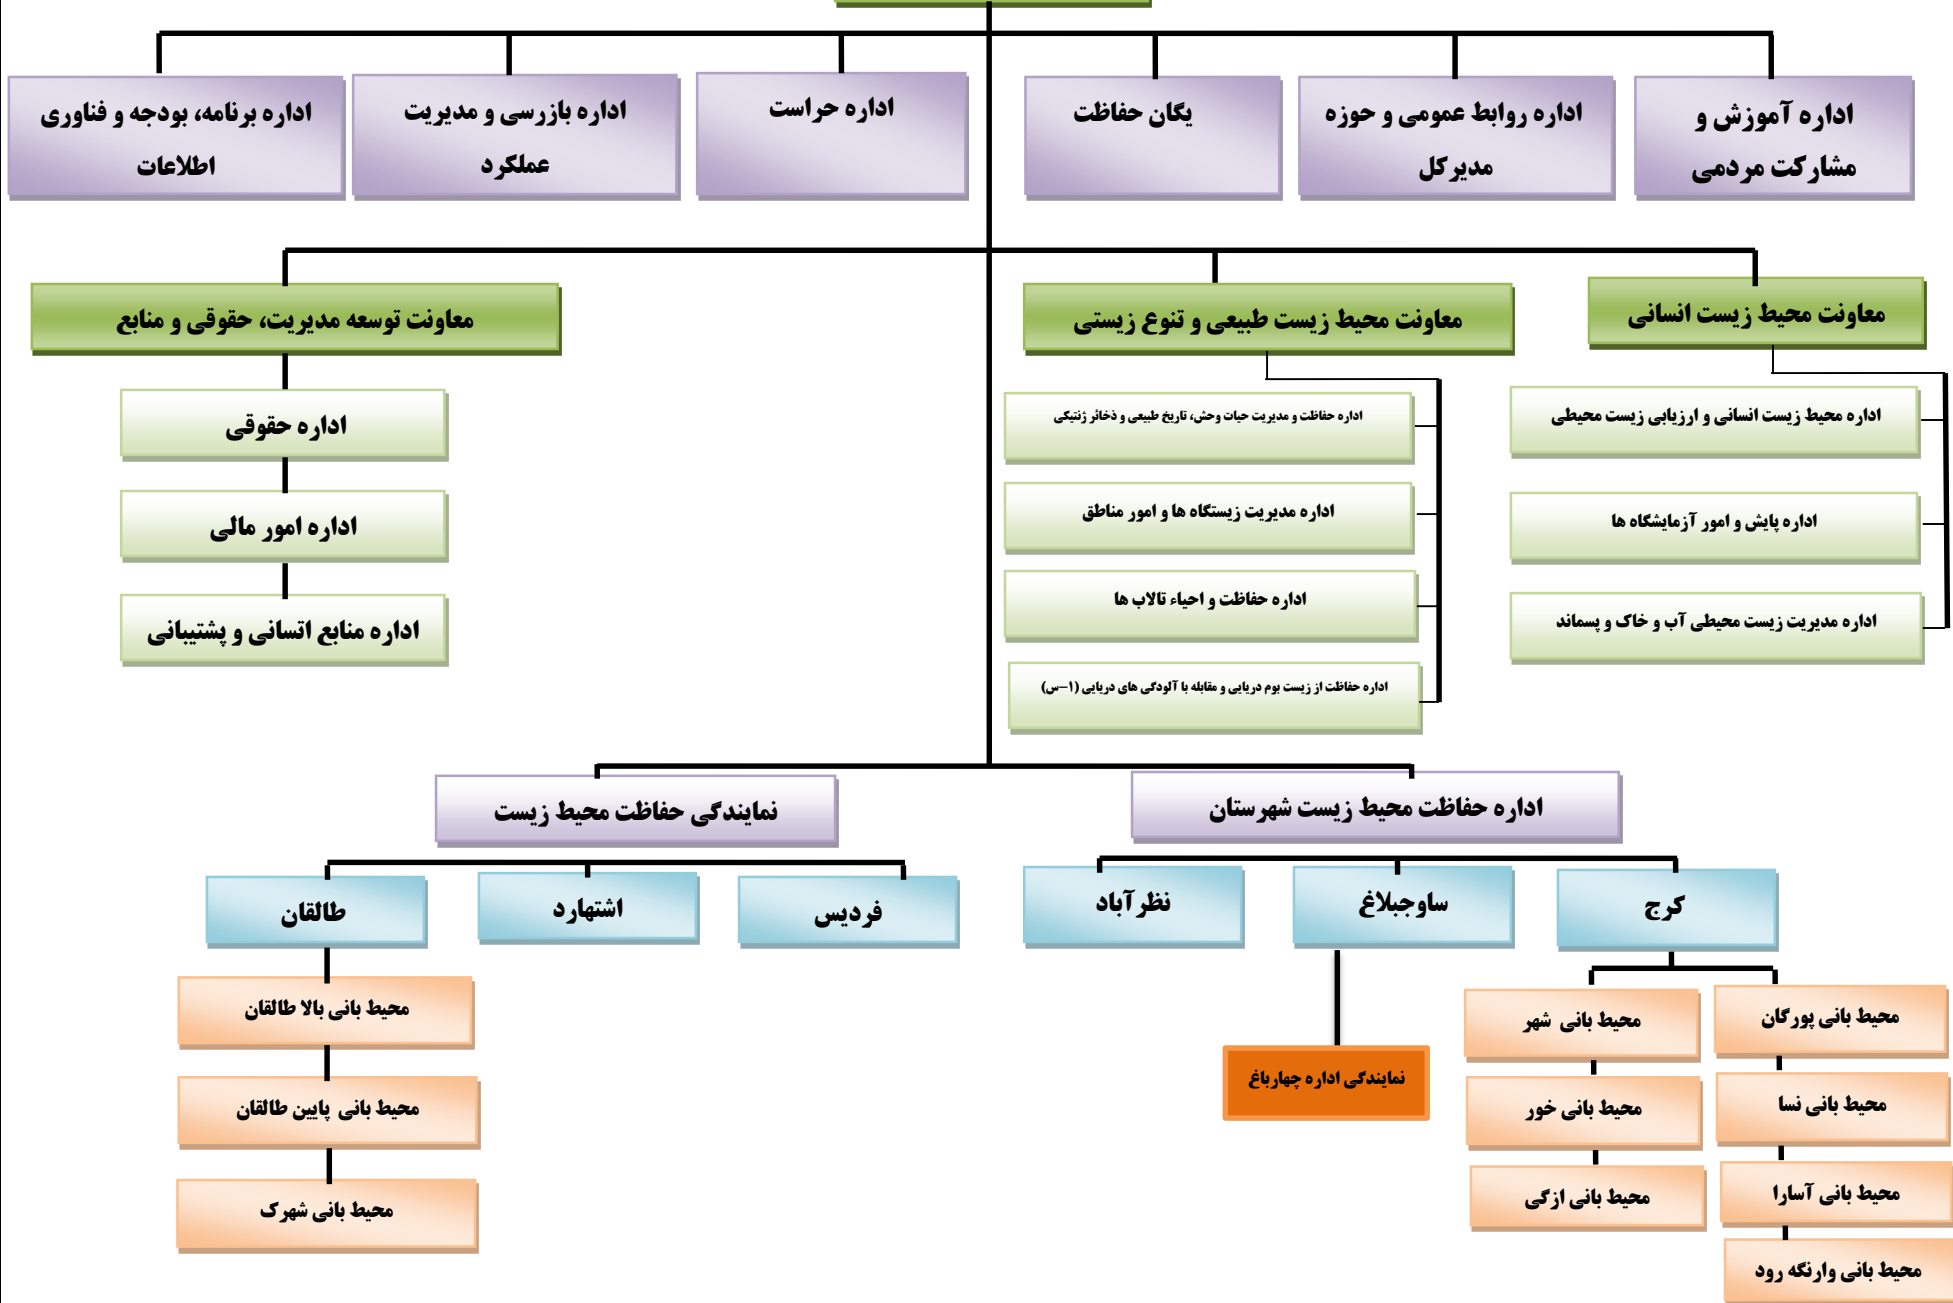 اداره آموزش و
مشارکت مردمی
اداره روابط عمومی و حوزه
مدیرکل
یگان حفاظت
اداره حراست
اداره بازرسی و مدیریت
عملکرد
اداره برنامه، بودجه و فناوری
اطلاعات
معاونت محیط زیست انسانی
معاونت محیط زیست طبیعی و تنوع زیستی
معاونت توسعه مدیریت، حقوقی و منابع
اداره محیط زیست انسانی و ارزیابی زیست محیطی
اداره پایش و امور آزمایشگاه ها
اداره مدیریت زیست محیطی آب و خاک و پسماند
اداره حفاظت و مدیریت حیات وحش، تاریخ طبیعی و ذخائر ژنتیکی
اداره مدیریت زیستگاه ها و امور مناطق
اداره حفاظت و احیاء تالاب ها
اداره حفاظت از زیست بوم دریایی و مقابله با آلودگی های دریایی (۱-س)
اداره حقوقی
اداره امور مالی
اداره منابع اتسانی و پشتیبانی
اداره حفاظت محیط زیست شهرستان
نمایندگی حفاظت محیط زیست
کرج
ساوجبلاغ
نظرآباد
فردیس
اشتهارد
طالقان
محیط بانی پورگان
محیط بانی نسا
محیط بانی آسارا
محیط بانی وارنگه رود
محیط بانی شهر
محیط بانی خور
محیط بانی ازگی
نمایندگی اداره چهارباغ
محیط بانی بالا طالقان
محیط بانی پایین طالقان
محیط بانی شهرک